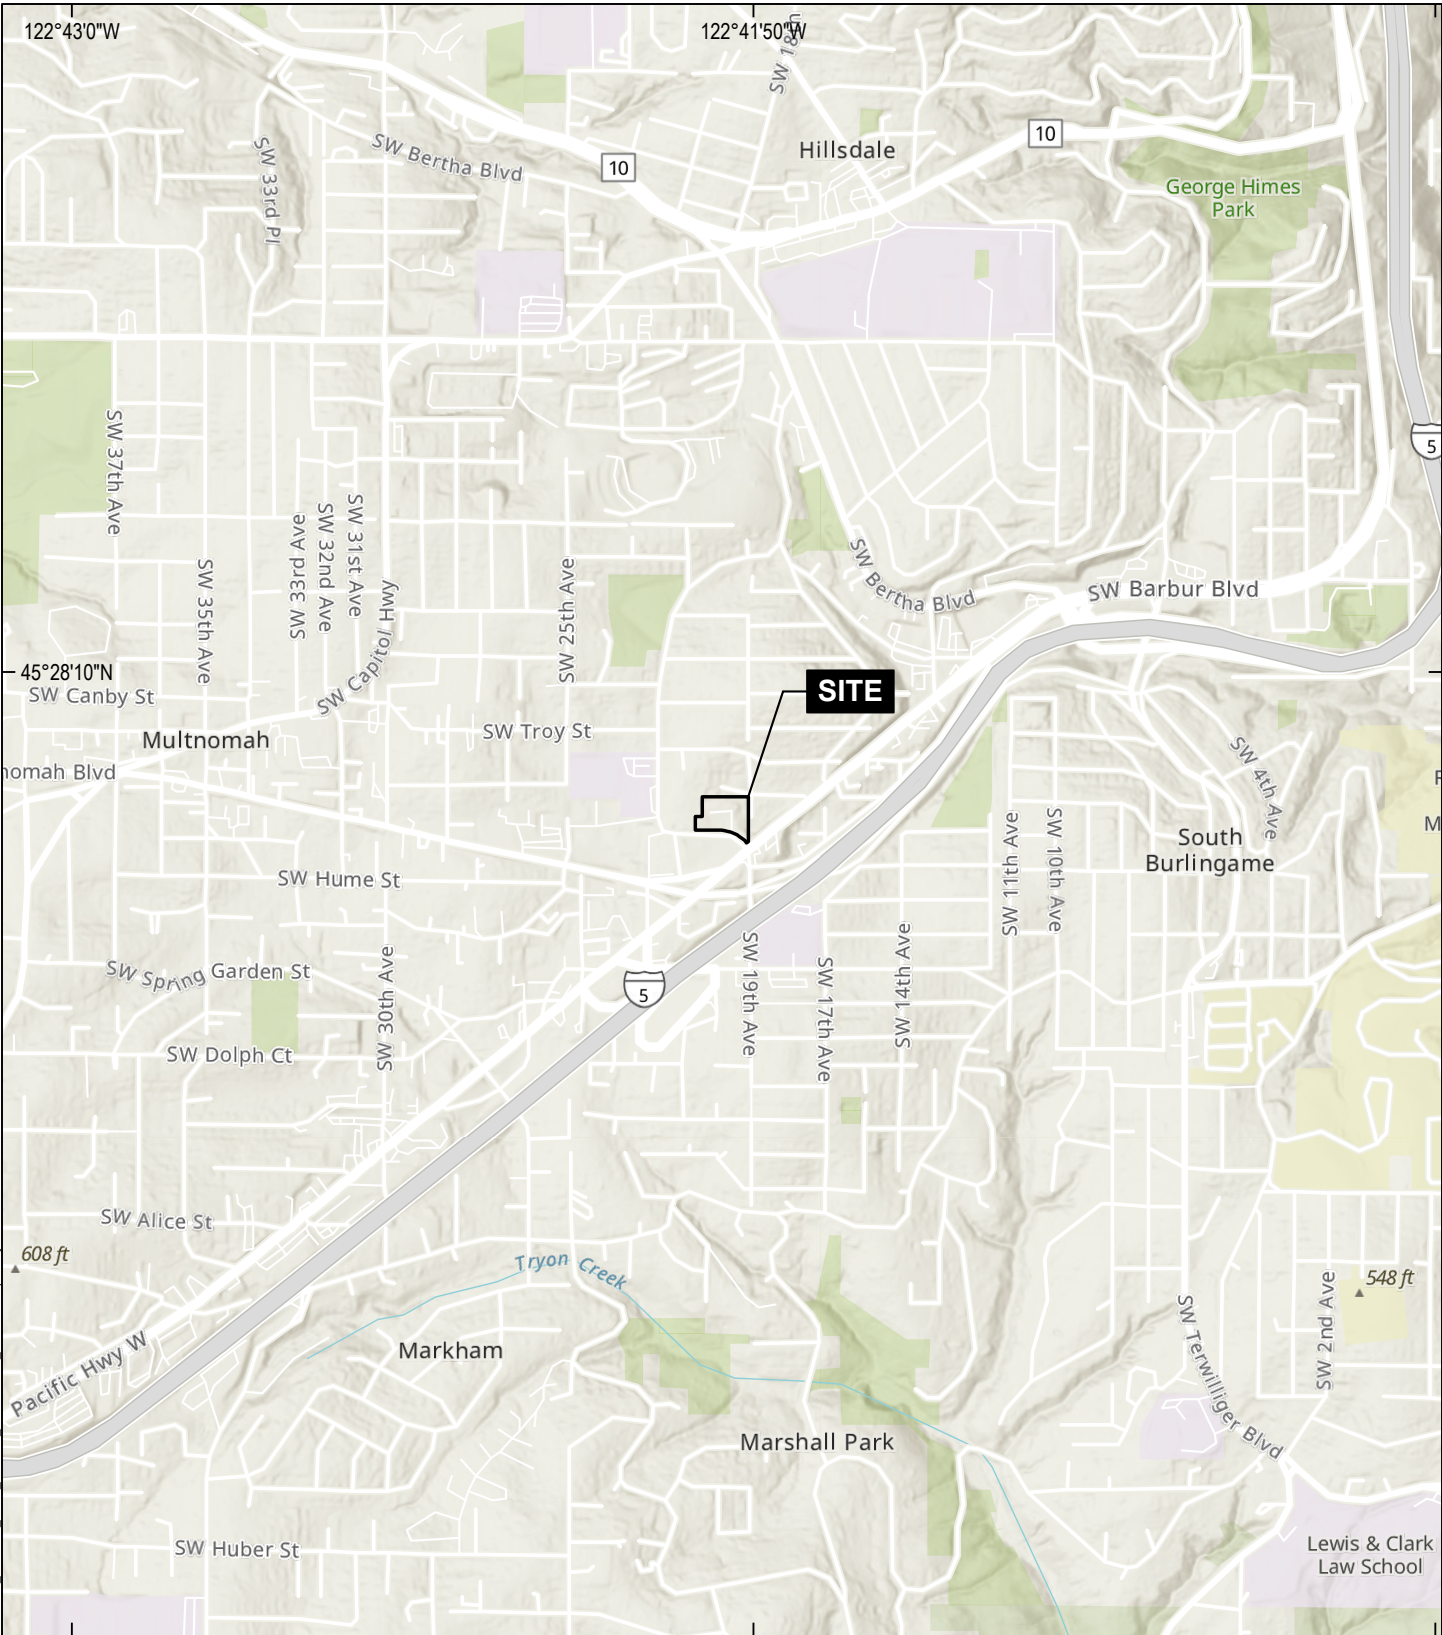 122°43'0"W
122°41'50"W
SW 18th
SW Bertha Blvd
SW 33rd Pl
10
10
Hillsdale
George Himes
Park
SW 37th Ave
5
SW 33rd Ave
SW 32nd Ave
SW 31st Ave
SW 35th Ave
SW Capitol Hwy
SW 25th Ave
SW Bertha Blvd
SW Barbur Blvd
45°28'10"N
SW Canby St
SITE
SW Troy St
Multnomah
nomah Blvd
SW 4th Ave
SW 11th Ave
SW 10th Ave
South
Burlingame
M
SW Hume St
SW Spring Garden St
SW 30th Ave
5
SW 19th Ave
SW 17th Ave
SW 14th Ave
SW Dolph Ct
SW Alice St
608 ft
Tryon Creek
548 ft
Pacific Hwy W
Markham
SW Terwilliger Blvd
SW 2nd Ave
Marshall Park
SW Huber St
Lewis & Clark
Law School